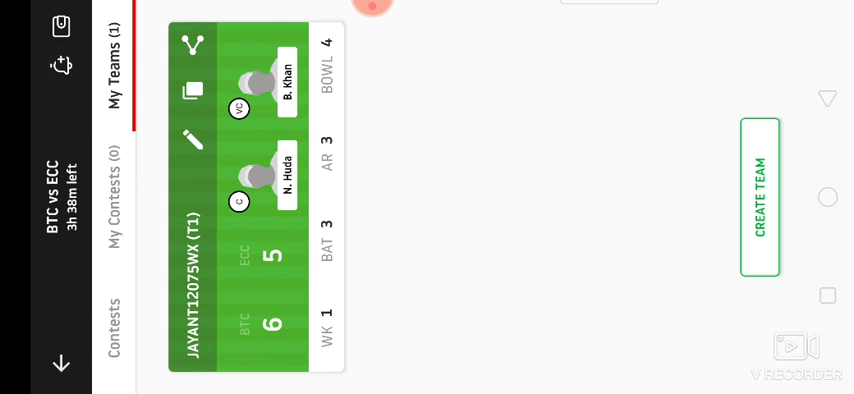 BTC vs ECC
3h 38m left
Contests
My Contests (0)
My Teams (1)
JAYANT12075WX (T1)
BTC
ECC
6
5
C
VC
N. Huda
B. Khan
WK 1
BAT 3
AR 3
BOWL 4
CREATE TEAM
V RECORDER